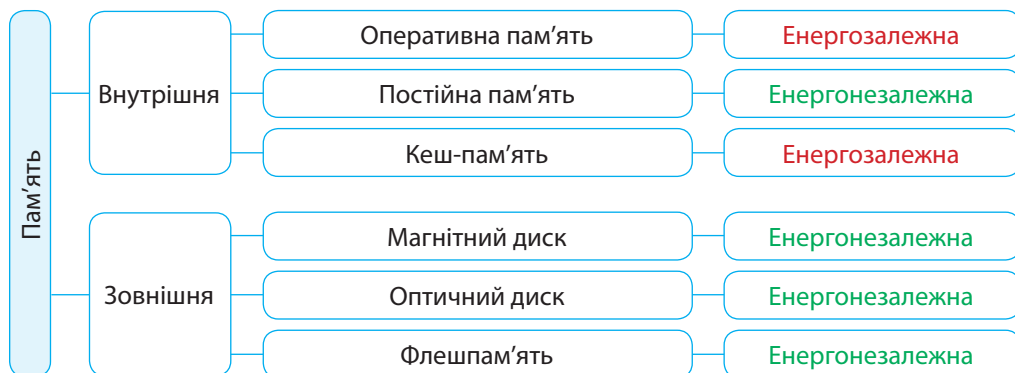 Пам’ять
Внутрішня
Оперативна пам’ять
Енергозалежна
Постійна пам’ять
Енергонезалежна
Кеш-пам’ять
Енергозалежна
Зовнішня
Магнітний диск
Енергонезалежна
Оптичний диск
Енергонезалежна
Флешпам’ять
Енергонезалежна